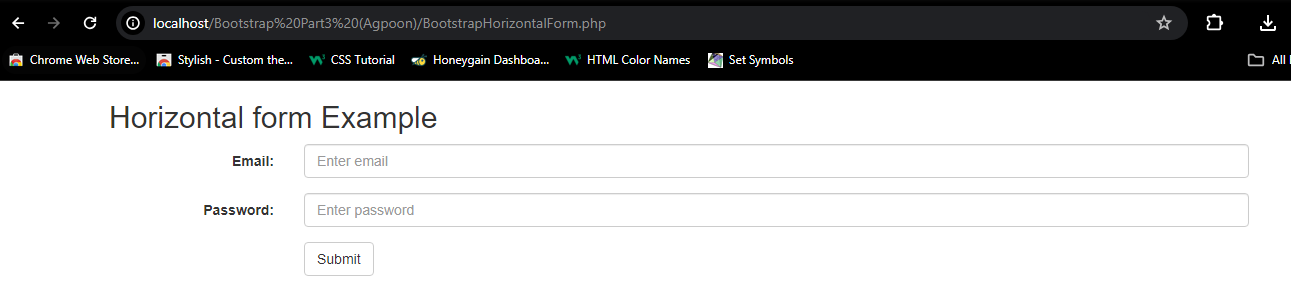 localhost/Bootstrap%20Part3%20(Agpoon)/BootstrapHorizontalForm.php
Chrome Web Store... Stylish - Custom the... CSS Tutorial Honeygain Dashboa... HTML Color Names Set Symbols All
Horizontal form Example
Email: Enter email
Password: Enter password
Submit